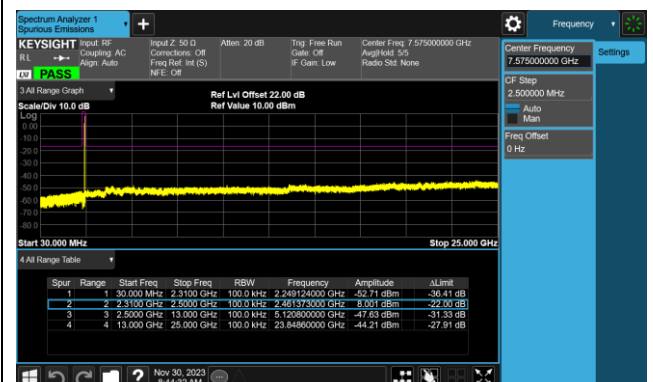 Spectrum Analyzer 1
Spurious Emissions
+
Frequency
KEYSIGHT Input: RF Input Z: 50 Ω Atten: 20 dB Trig: Free Run Center Freq: 7.575000000 GHz
RL Coupling: AC Corrections: Off Gate: Off Avg|Hold: 5/5
Align: Auto Freq Ref: Int (S) IF Gain: Low Radio Std: None
LXI PASS NFE: Off
Center Frequency
7.575000000 GHz
Settings
CF Step
2.500000 MHz
Auto
Man
Freq Offset
0 Hz
3 All Range Graph
Ref Lvl Offset 22.00 dB
Scale/Div 10.0 dB Ref Value 10.00 dBm
Log
0.00
-10.0
-20.0
-30.0
-40.0
-50.0
-60.0
-70.0
-80.0
Start 30.000 MHz Stop 25.000 GHz
4 All Range Table
Spur Range Start Freq Stop Freq RBW Frequency Amplitude ΔLimit
1 1 30.000 MHz 2.3100 GHz 100.0 kHz 2.249124000 GHz -52.71 dBm -36.41 dB
2 2 2.3100 GHz 2.5000 GHz 100.0 kHz 2.461373000 GHz 8.001 dBm -22.00 dB
3 3 2.5000 GHz 13.000 GHz 100.0 kHz 5.120800000 GHz -47.63 dBm -31.33 dB
4 4 13.000 GHz 25.000 GHz 100.0 kHz 23.84860000 GHz -44.21 dBm -27.91 dB
? Nov 30, 2023
8:44:32 AM